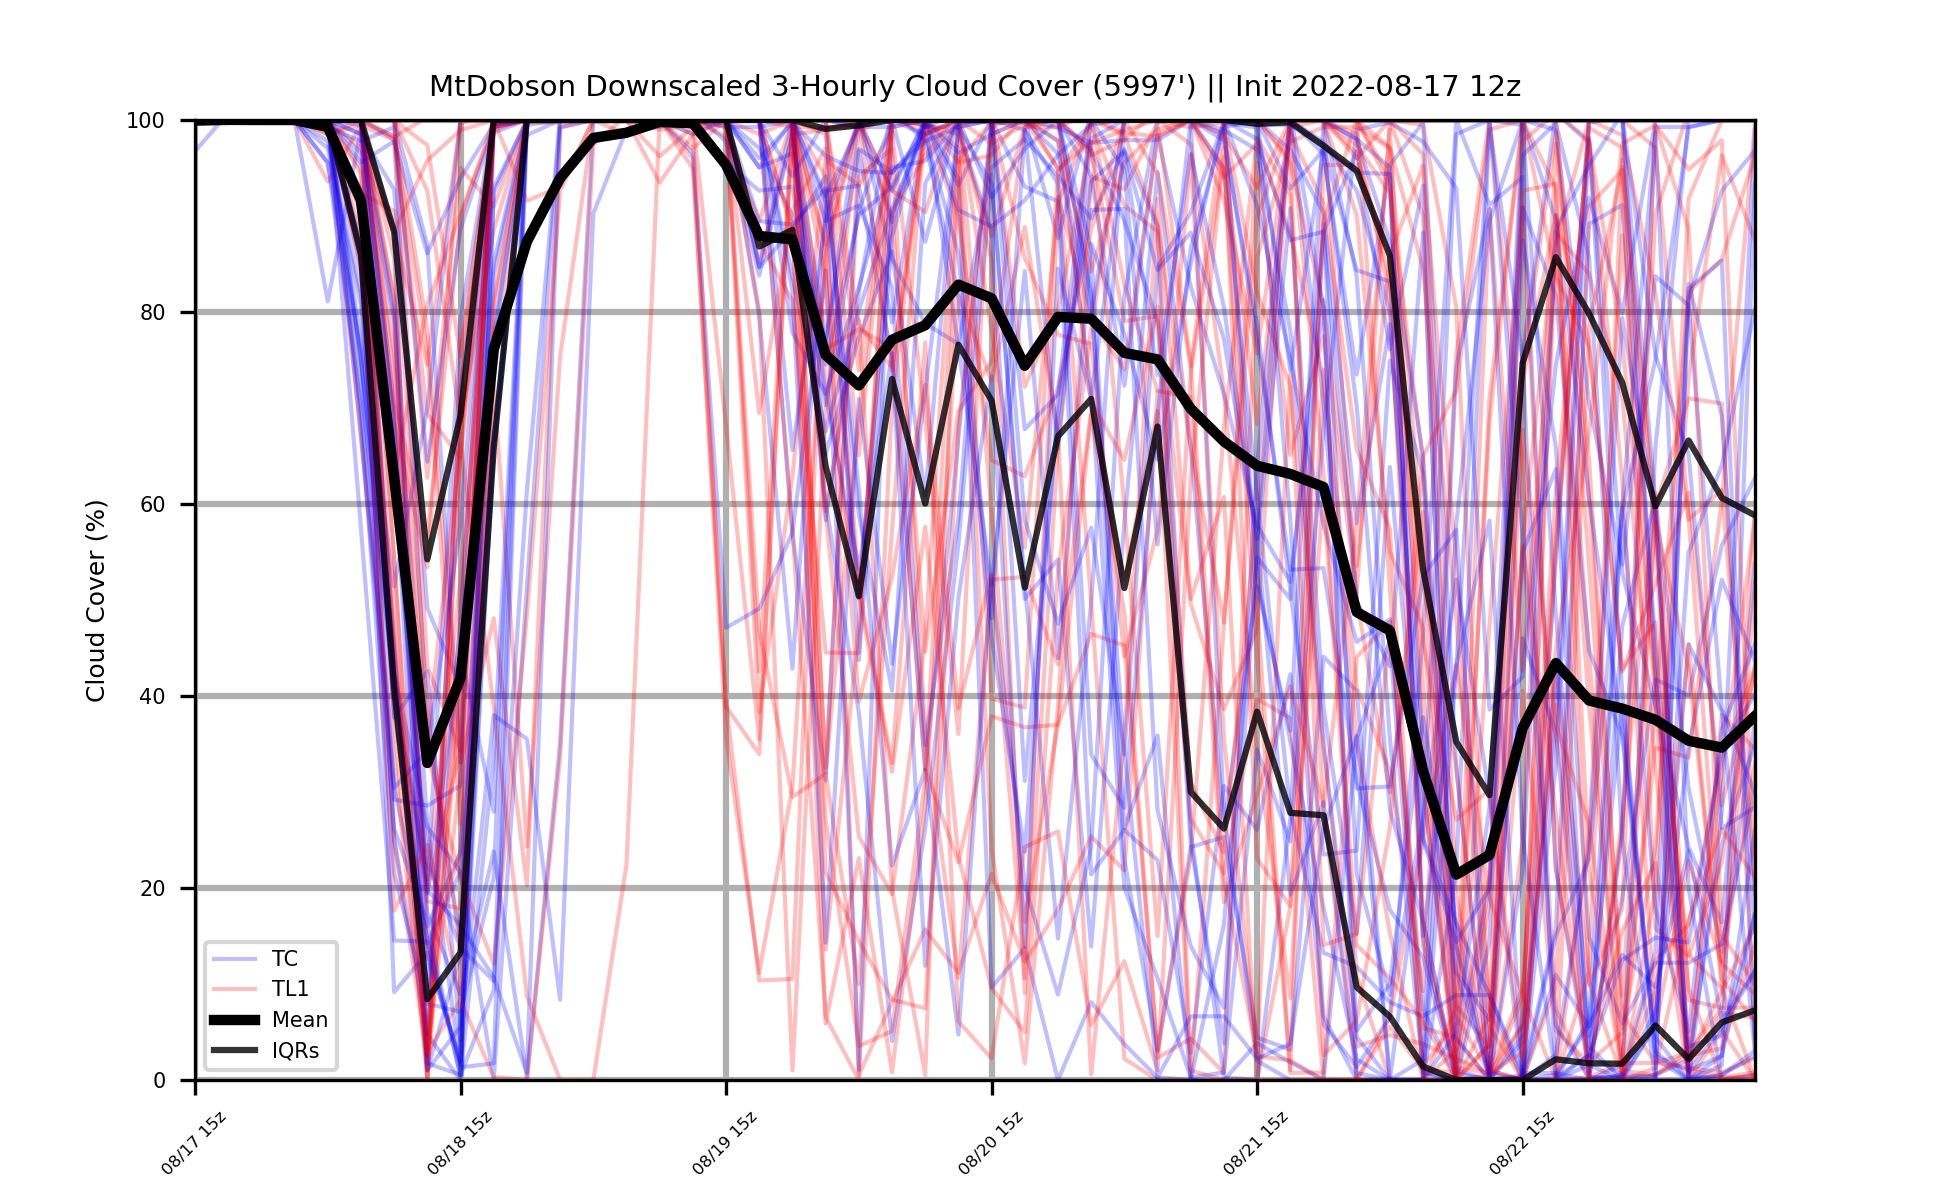 MtDobson Downscaled 3-Hourly Cloud Cover (5997') || Init 2022-08-17 12z
100
80
60
40
20
0
Cloud Cover (%)
TC
TL1
Mean
IQRs
08/17 15z
08/18 15z
08/19 15z
08/20 15z
08/21 15z
08/22 15z